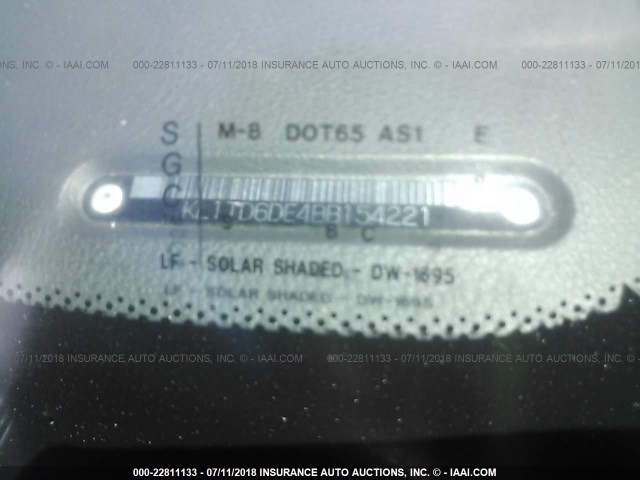 INC. © - IAAI.COM 000-22811133 - 07/11/2018 INSURANCE AUTO AUCTIONS, INC. © - IAAI.COM 000-22811133 - 07/11/2018
S M-8 DOT65 AS1 E
G
KL1TD6DE4BB154221
B C
LF - SOLAR SHADED - DW-1695
LF - SOLAR SHADED - DW-1695
07/11/2018 INSURANCE AUTO AUCTIONS, INC. © - IAAI.COM 000-22811133 - 07/11/2018 INSURANCE AUTO AUCTIONS, INC. © - IAAI.COM
000-22811133 - 07/11/2018 - INSURANCE AUTO AUCTIONS, INC. © - IAAI.COM